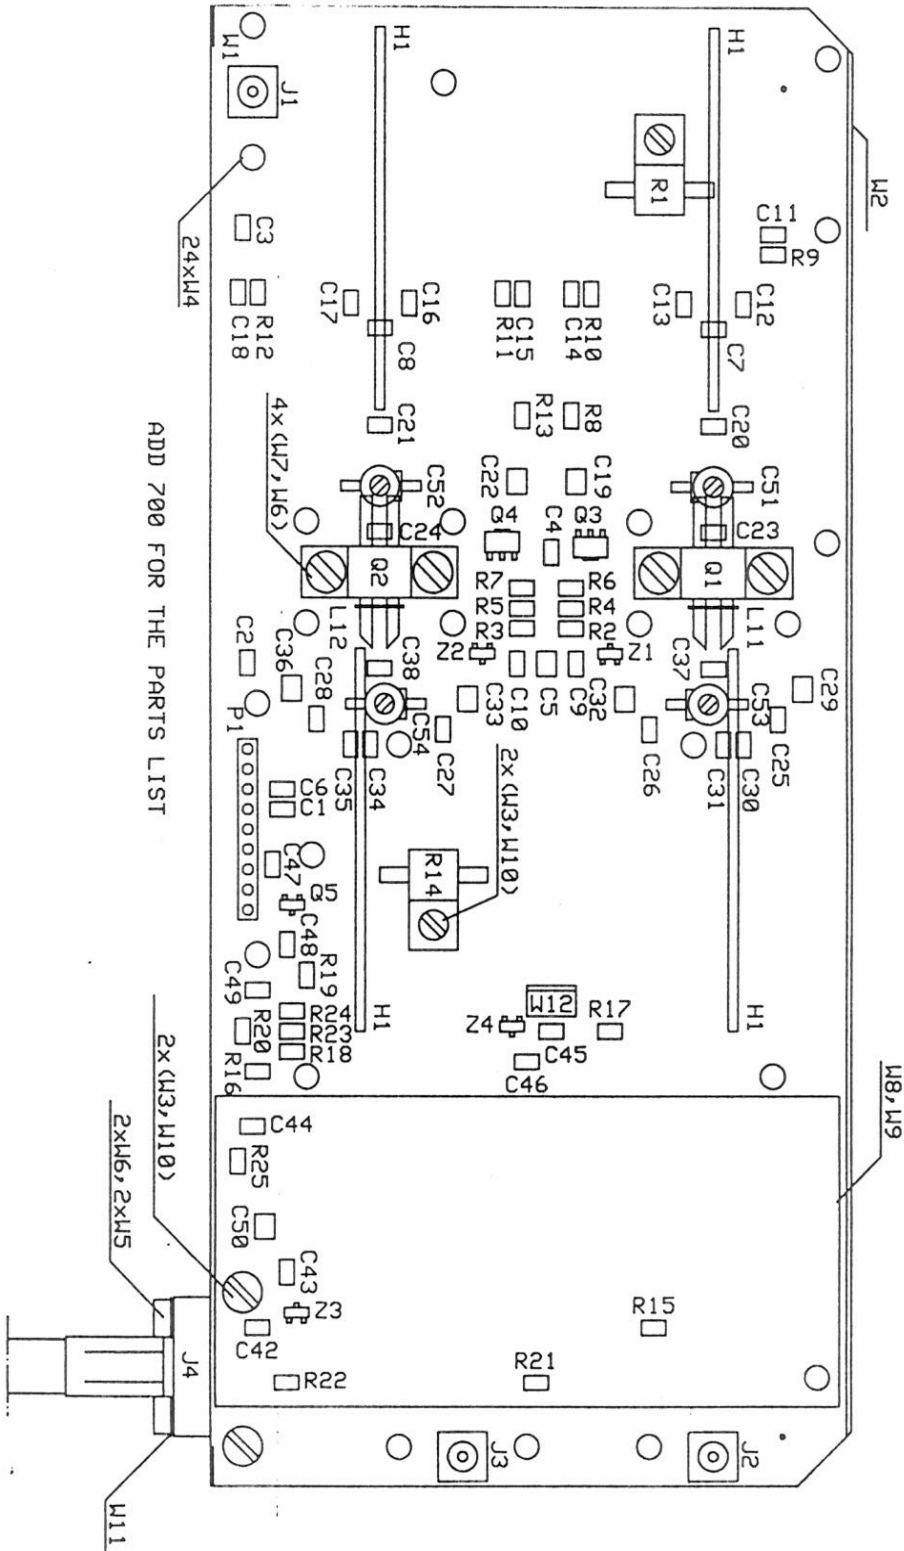 W1
J1
H1
H1
W2
R1
C11
R9
24xW4
C3
C18
R12
C17
C16
C8
R11
C15
C14
R10
C13
C12
C7
C21
R13
R8
C20
4x(W7,W6)
C52
C22
C19
C51
C24
Q4
C4
Q3
C23
Q2
R7
R6
Q1
R5
R4
L12
R3
R2
L11
C2
C36
C28
C38
Z2
C10
C5
C9
Z1
C32
C37
C29
P1
C54
C33
C53
C35
C34
C27
C26
C31
C30
C25
ADD 700 FOR THE PARTS LIST
C6
C1
2x(W3,W10)
C47
Q5
R14
C48
C49
R19
R20
R24
R23
R18
R16
H1
Z4
W12
C45
R17
C46
H1
W8,W9
2x(W3,W10)
2xW6,2xW5
C44
R25
C50
C43
Z3
C42
R15
R22
R21
J4
W11
J3
J2